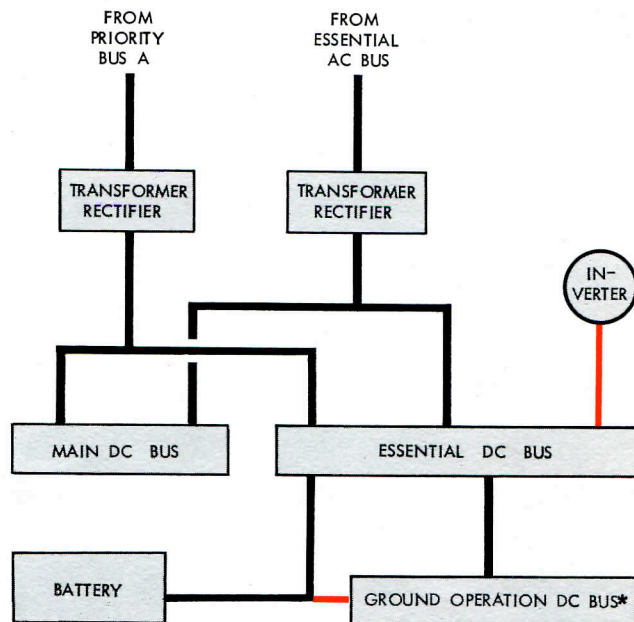 FROM
PRIORITY
BUS A
FROM
ESSENTIAL
AC BUS
TRANSFORMER
RECTIFIER
TRANSFORMER
RECTIFIER
IN-
VERTER
MAIN DC BUS
ESSENTIAL DC BUS
BATTERY
GROUND OPERATION DC BUS*